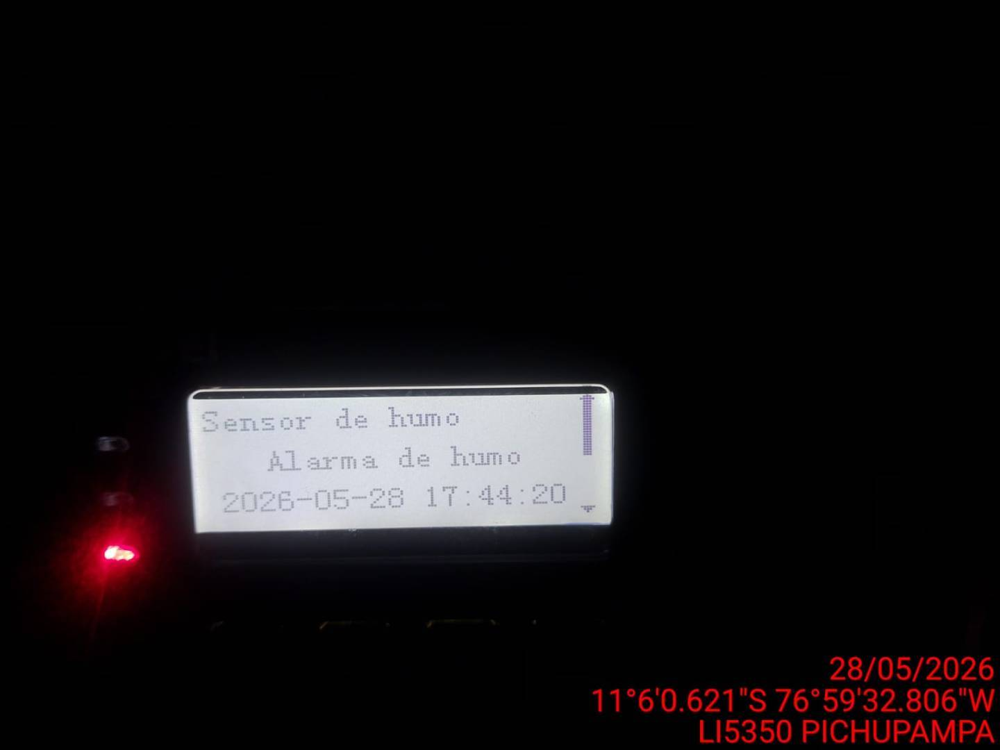 Sensor de humo
Alarma de humo
2026-05-28 17:44:20
28/05/2026
11°6'0.621"S 76°59'32.806"W
LI5350 PICHUPAMPA